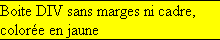 Boite DIV sans marges ni cadre,
colorée en jaune